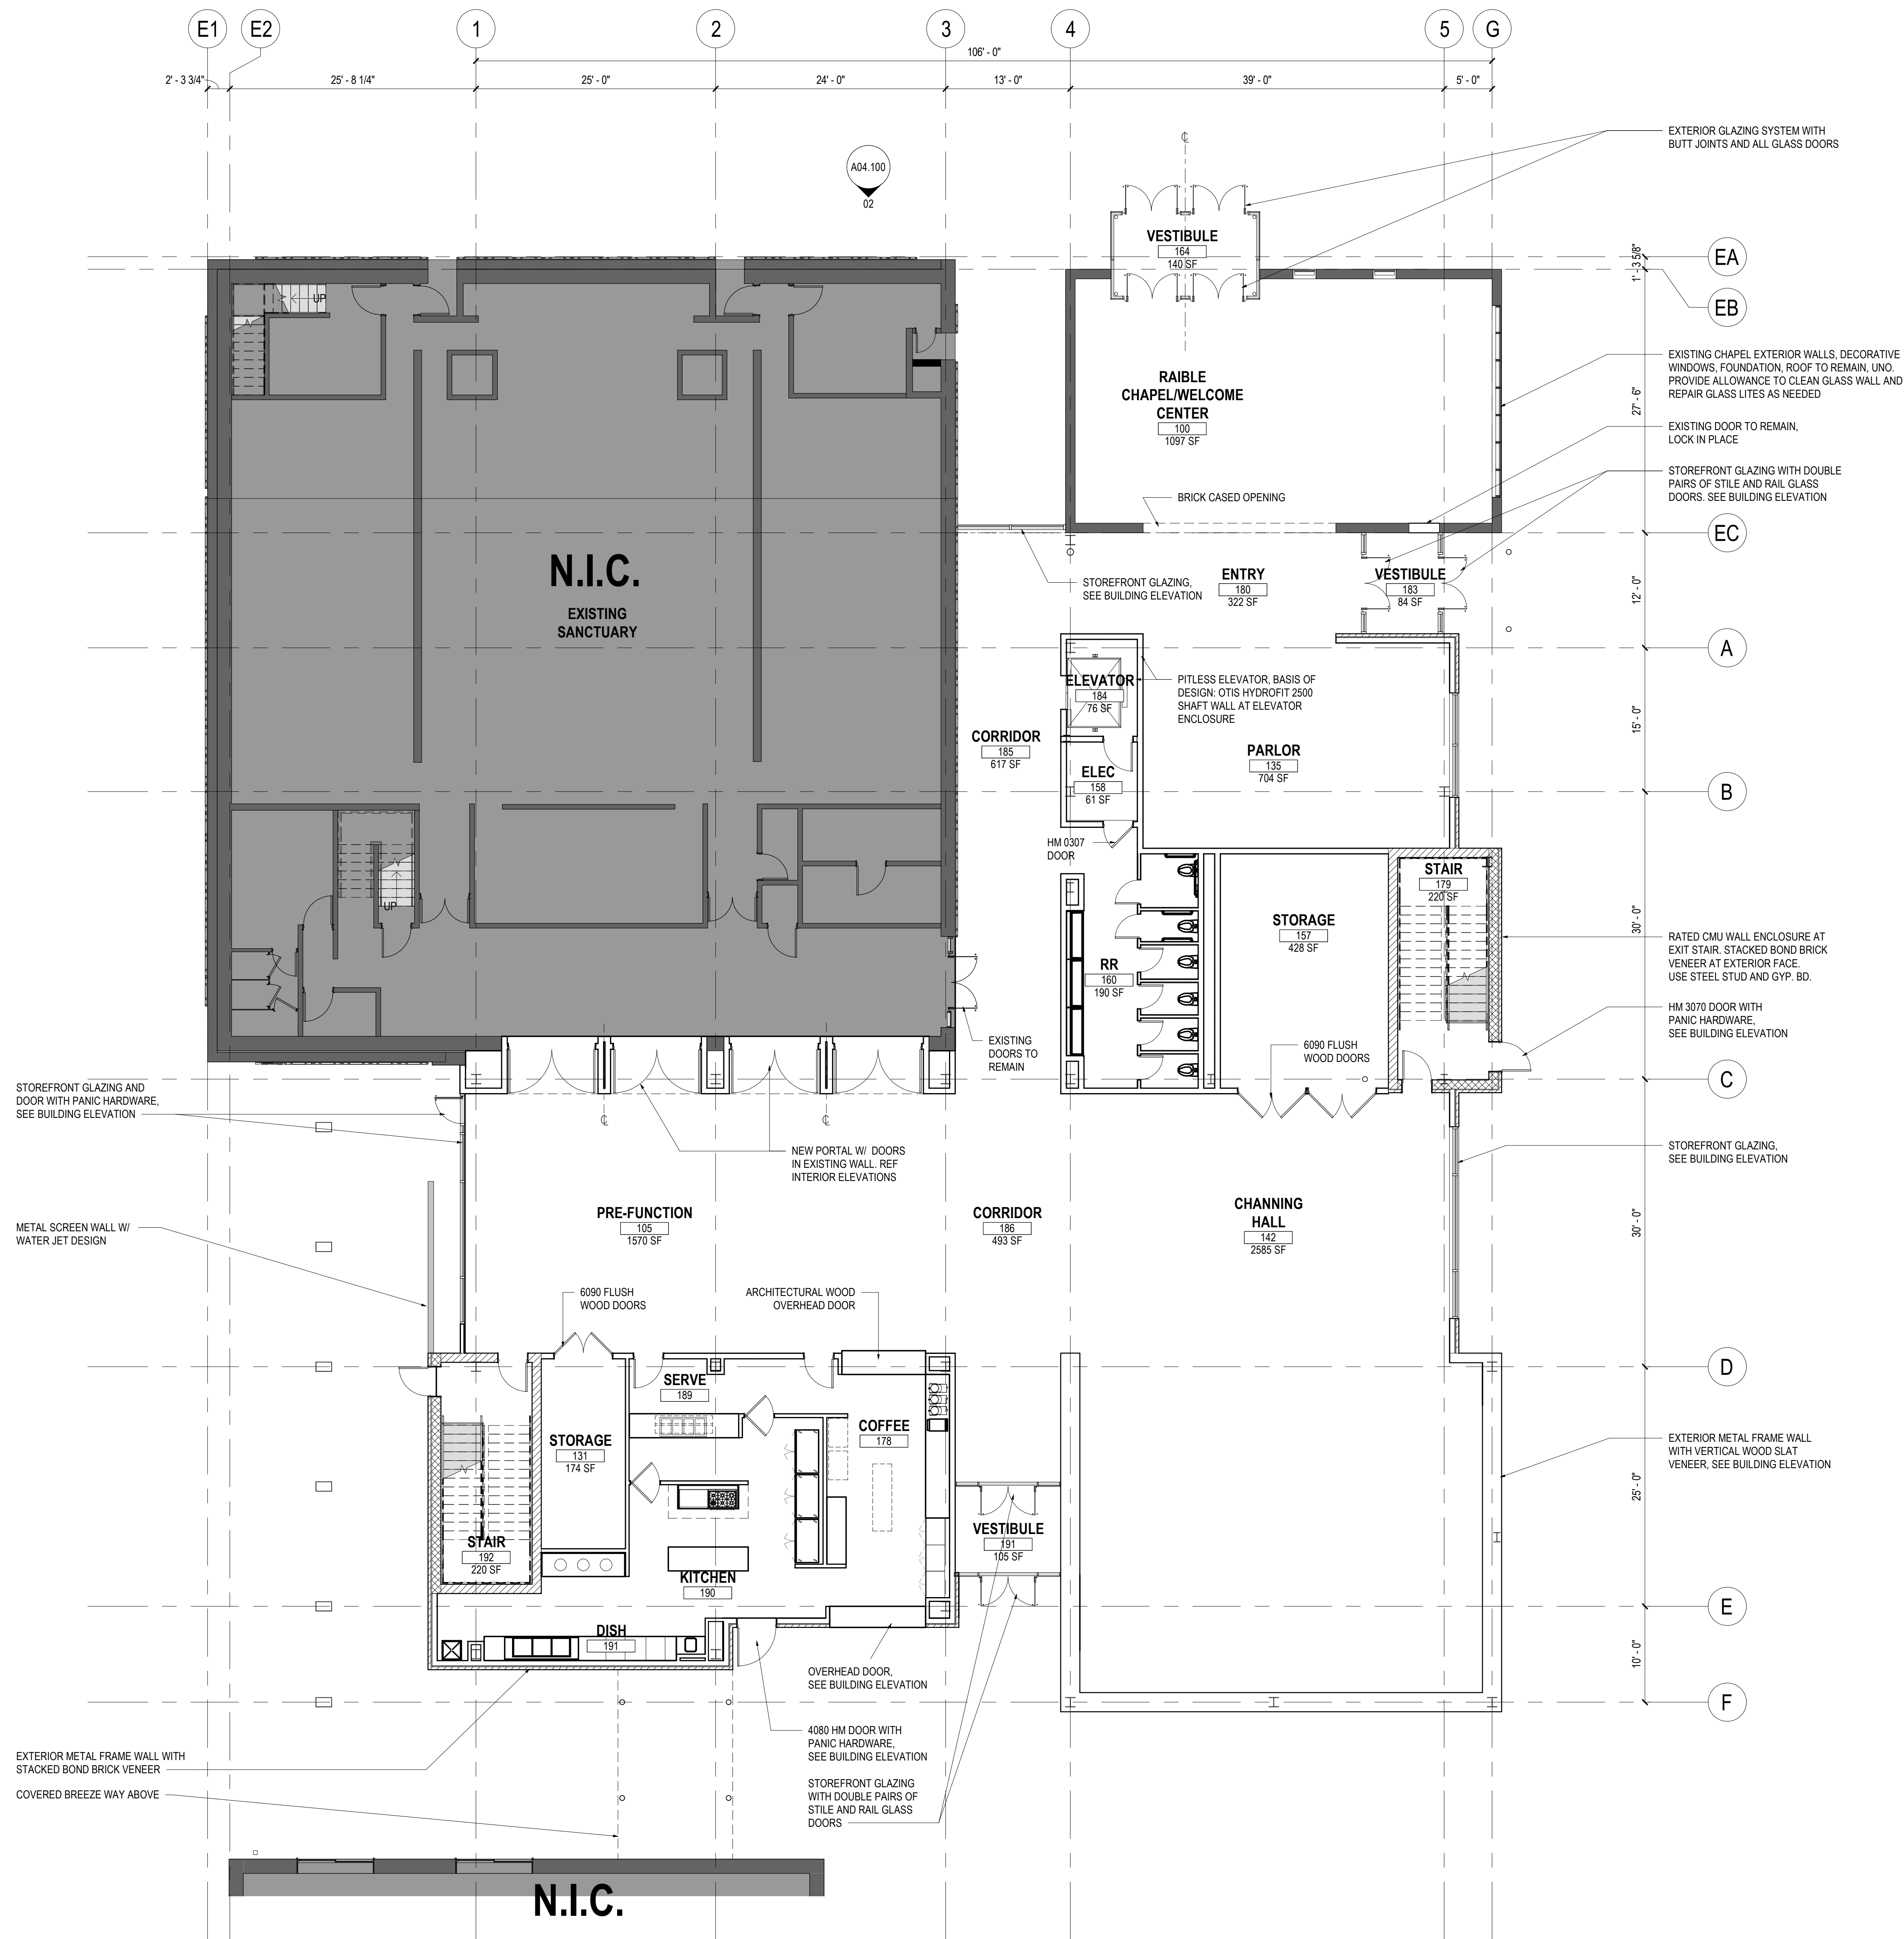 E1
E2
1
2
3
4
5
G
106' - 0"
2' - 3 3/4"
25' - 8 1/4"
25' - 0"
24' - 0"
13' - 0"
39' - 0"
5' - 0"
EXTERIOR GLAZING SYSTEM WITH
BUTT JOINTS AND ALL GLASS DOORS
A04.100
02
VESTIBULE
164
140 SF
1' - 3 5/8"
EA
EB
UP
RAIBLE
CHAPEL/WELCOME
CENTER
100
1097 SF
27' - 6"
EXISTING CHAPEL EXTERIOR WALLS, DECORATIVE
WINDOWS, FOUNDATION, ROOF TO REMAIN, UNO.
PROVIDE ALLOWANCE TO CLEAN GLASS WALL AND
REPAIR GLASS LITES AS NEEDED
EXISTING DOOR TO REMAIN,
LOCK IN PLACE
STOREFRONT GLAZING WITH DOUBLE
PAIRS OF STILE AND RAIL GLASS
DOORS. SEE BUILDING ELEVATION
BRICK CASED OPENING
EC
N.I.C.
EXISTING
SANCTUARY
STOREFRONT GLAZING,
SEE BUILDING ELEVATION
ENTRY
180
322 SF
VESTIBULE
183
84 SF
12' - 0"
A
ELEVATOR
184
76 SF
PITLESS ELEVATOR, BASIS OF
DESIGN: OTIS HYDROFIT 2500
SHAFT WALL AT ELEVATOR
ENCLOSURE
15' - 0"
CORRIDOR
185
617 SF
PARLOR
135
704 SF
ELEC
158
61 SF
B
HM 0307
DOOR
UP
STAIR
179
220 SF
STORAGE
157
428 SF
30' - 0"
RATED CMU WALL ENCLOSURE AT
EXIT STAIR. STACKED BOND BRICK
VENEER AT EXTERIOR FACE.
USE STEEL STUD AND GYP. BD.
RR
160
190 SF
HM 3070 DOOR WITH
PANIC HARDWARE,
SEE BUILDING ELEVATION
EXISTING
DOORS TO
REMAIN
6090 FLUSH
WOOD DOORS
C
STOREFRONT GLAZING AND
DOOR WITH PANIC HARDWARE,
SEE BUILDING ELEVATION
NEW PORTAL W/ DOORS
IN EXISTING WALL. REF
INTERIOR ELEVATIONS
STOREFRONT GLAZING,
SEE BUILDING ELEVATION
METAL SCREEN WALL W/
WATER JET DESIGN
PRE-FUNCTION
105
1570 SF
CORRIDOR
186
493 SF
CHANNING
HALL
142
2585 SF
30' - 0"
6090 FLUSH
WOOD DOORS
ARCHITECTURAL WOOD
OVERHEAD DOOR
D
SERVE
189
COFFEE
178
STORAGE
131
174 SF
EXTERIOR METAL FRAME WALL
WITH VERTICAL WOOD SLAT
VENEER, SEE BUILDING ELEVATION
25' - 0"
STAIR
192
220 SF
VESTIBULE
191
105 SF
KITCHEN
190
E
DISH
191
10' - 0"
OVERHEAD DOOR,
SEE BUILDING ELEVATION
F
4080 HM DOOR WITH
PANIC HARDWARE,
SEE BUILDING ELEVATION
EXTERIOR METAL FRAME WALL WITH
STACKED BOND BRICK VENEER
COVERED BREEZE WAY ABOVE
STOREFRONT GLAZING
WITH DOUBLE PAIRS OF
STILE AND RAIL GLASS
DOORS
N.I.C.